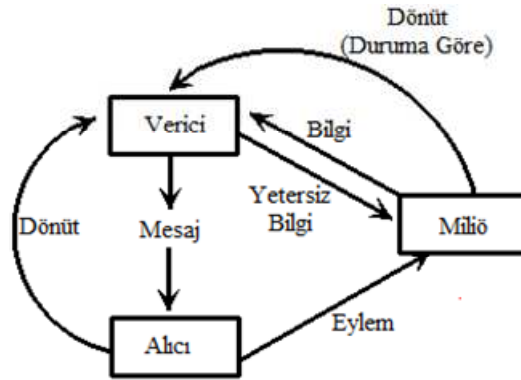 Dönüt
(Duruma Göre)
Verici
Bilgi
Yetersiz
Bilgi
Miliö
Dönüt
Mesaj
Alıcı
Eylem